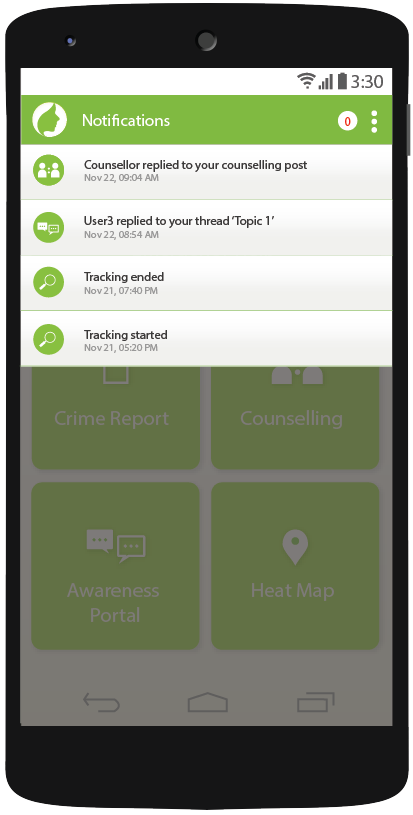 3:30
Notifications
0
Counsellor replied to your counselling post
Nov 22, 09:04 AM
User3 replied to your thread ‘Topic 1’
Nov 22, 08:54 AM
Tracking ended
Nov 21, 07:40 PM
Tracking started
Nov 21, 05:20 PM
Crime Report
Counselling
Awareness
Portal
Heat Map